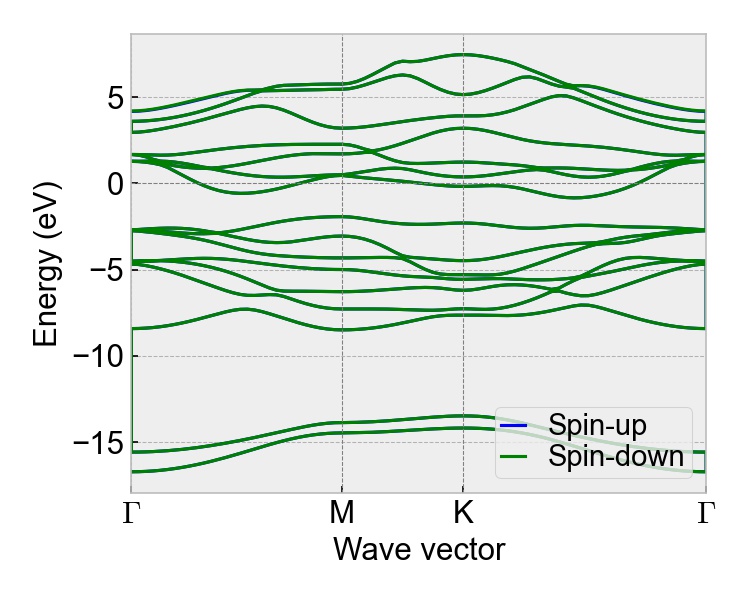 Energy (eV)
5
0
−5
−10
−15
Spin-up
Spin-down
Γ M K Γ
Wave vector